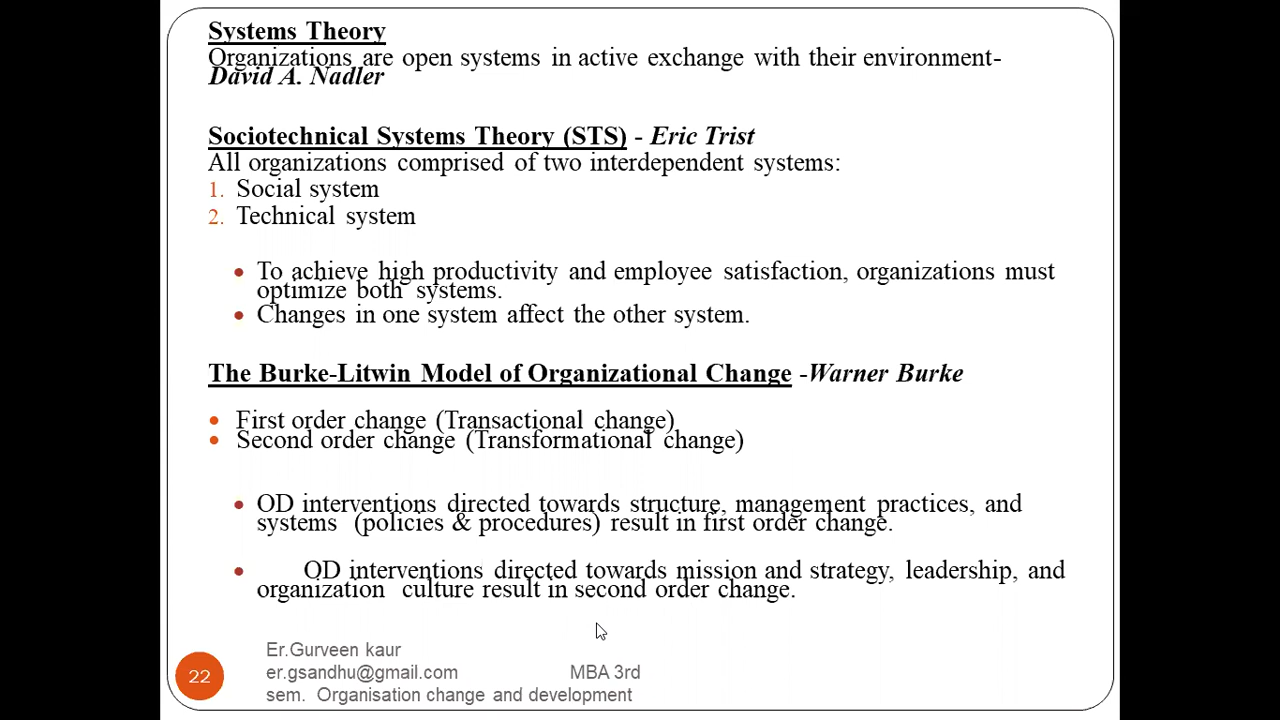 Systems Theory
Organizations are open systems in active exchange with their environment-
David A. Nadler
Sociotechnical Systems Theory (STS) - Eric Trist
All organizations comprised of two interdependent systems:
1. Social system
2. Technical system
• To achieve high productivity and employee satisfaction, organizations must
optimize both systems.
• Changes in one system affect the other system.
The Burke-Litwin Model of Organizational Change -Warner Burke
• First order change (Transactional change)
• Second order change (Transformational change)
• OD interventions directed towards structure, management practices, and
systems (policies & procedures) result in first order change.
• OD interventions directed towards mission and strategy, leadership, and
organization culture result in second order change.
Er.Gurveen kaur
22 er.gsandhu@gmail.com MBA 3rd
sem. Organisation change and development